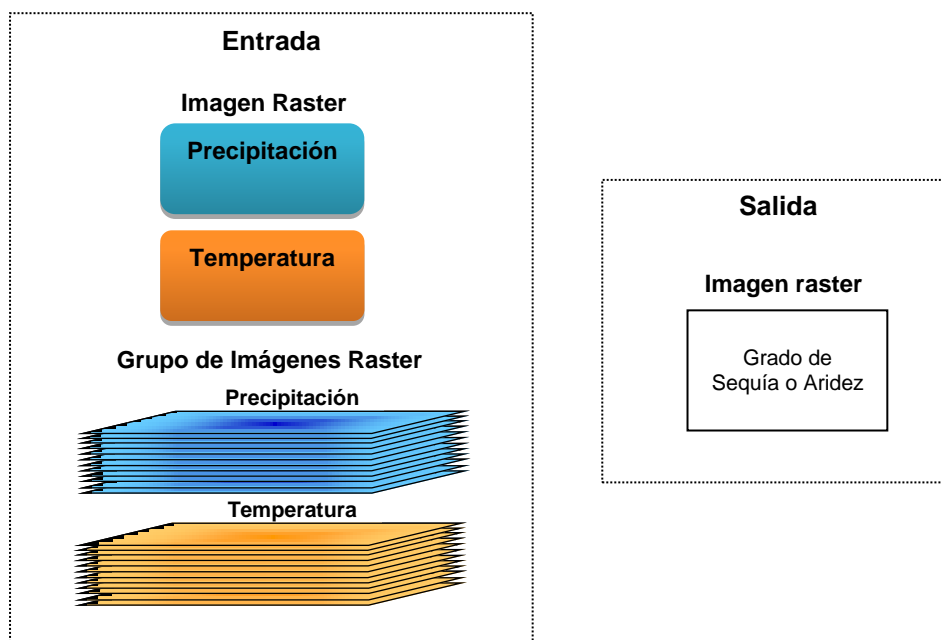 Entrada
Imagen Raster
Precipitación
Temperatura
Grupo de Imágenes Raster
Precipitación
Temperatura
Salida
Imagen raster
Grado de
Sequía o Aridez